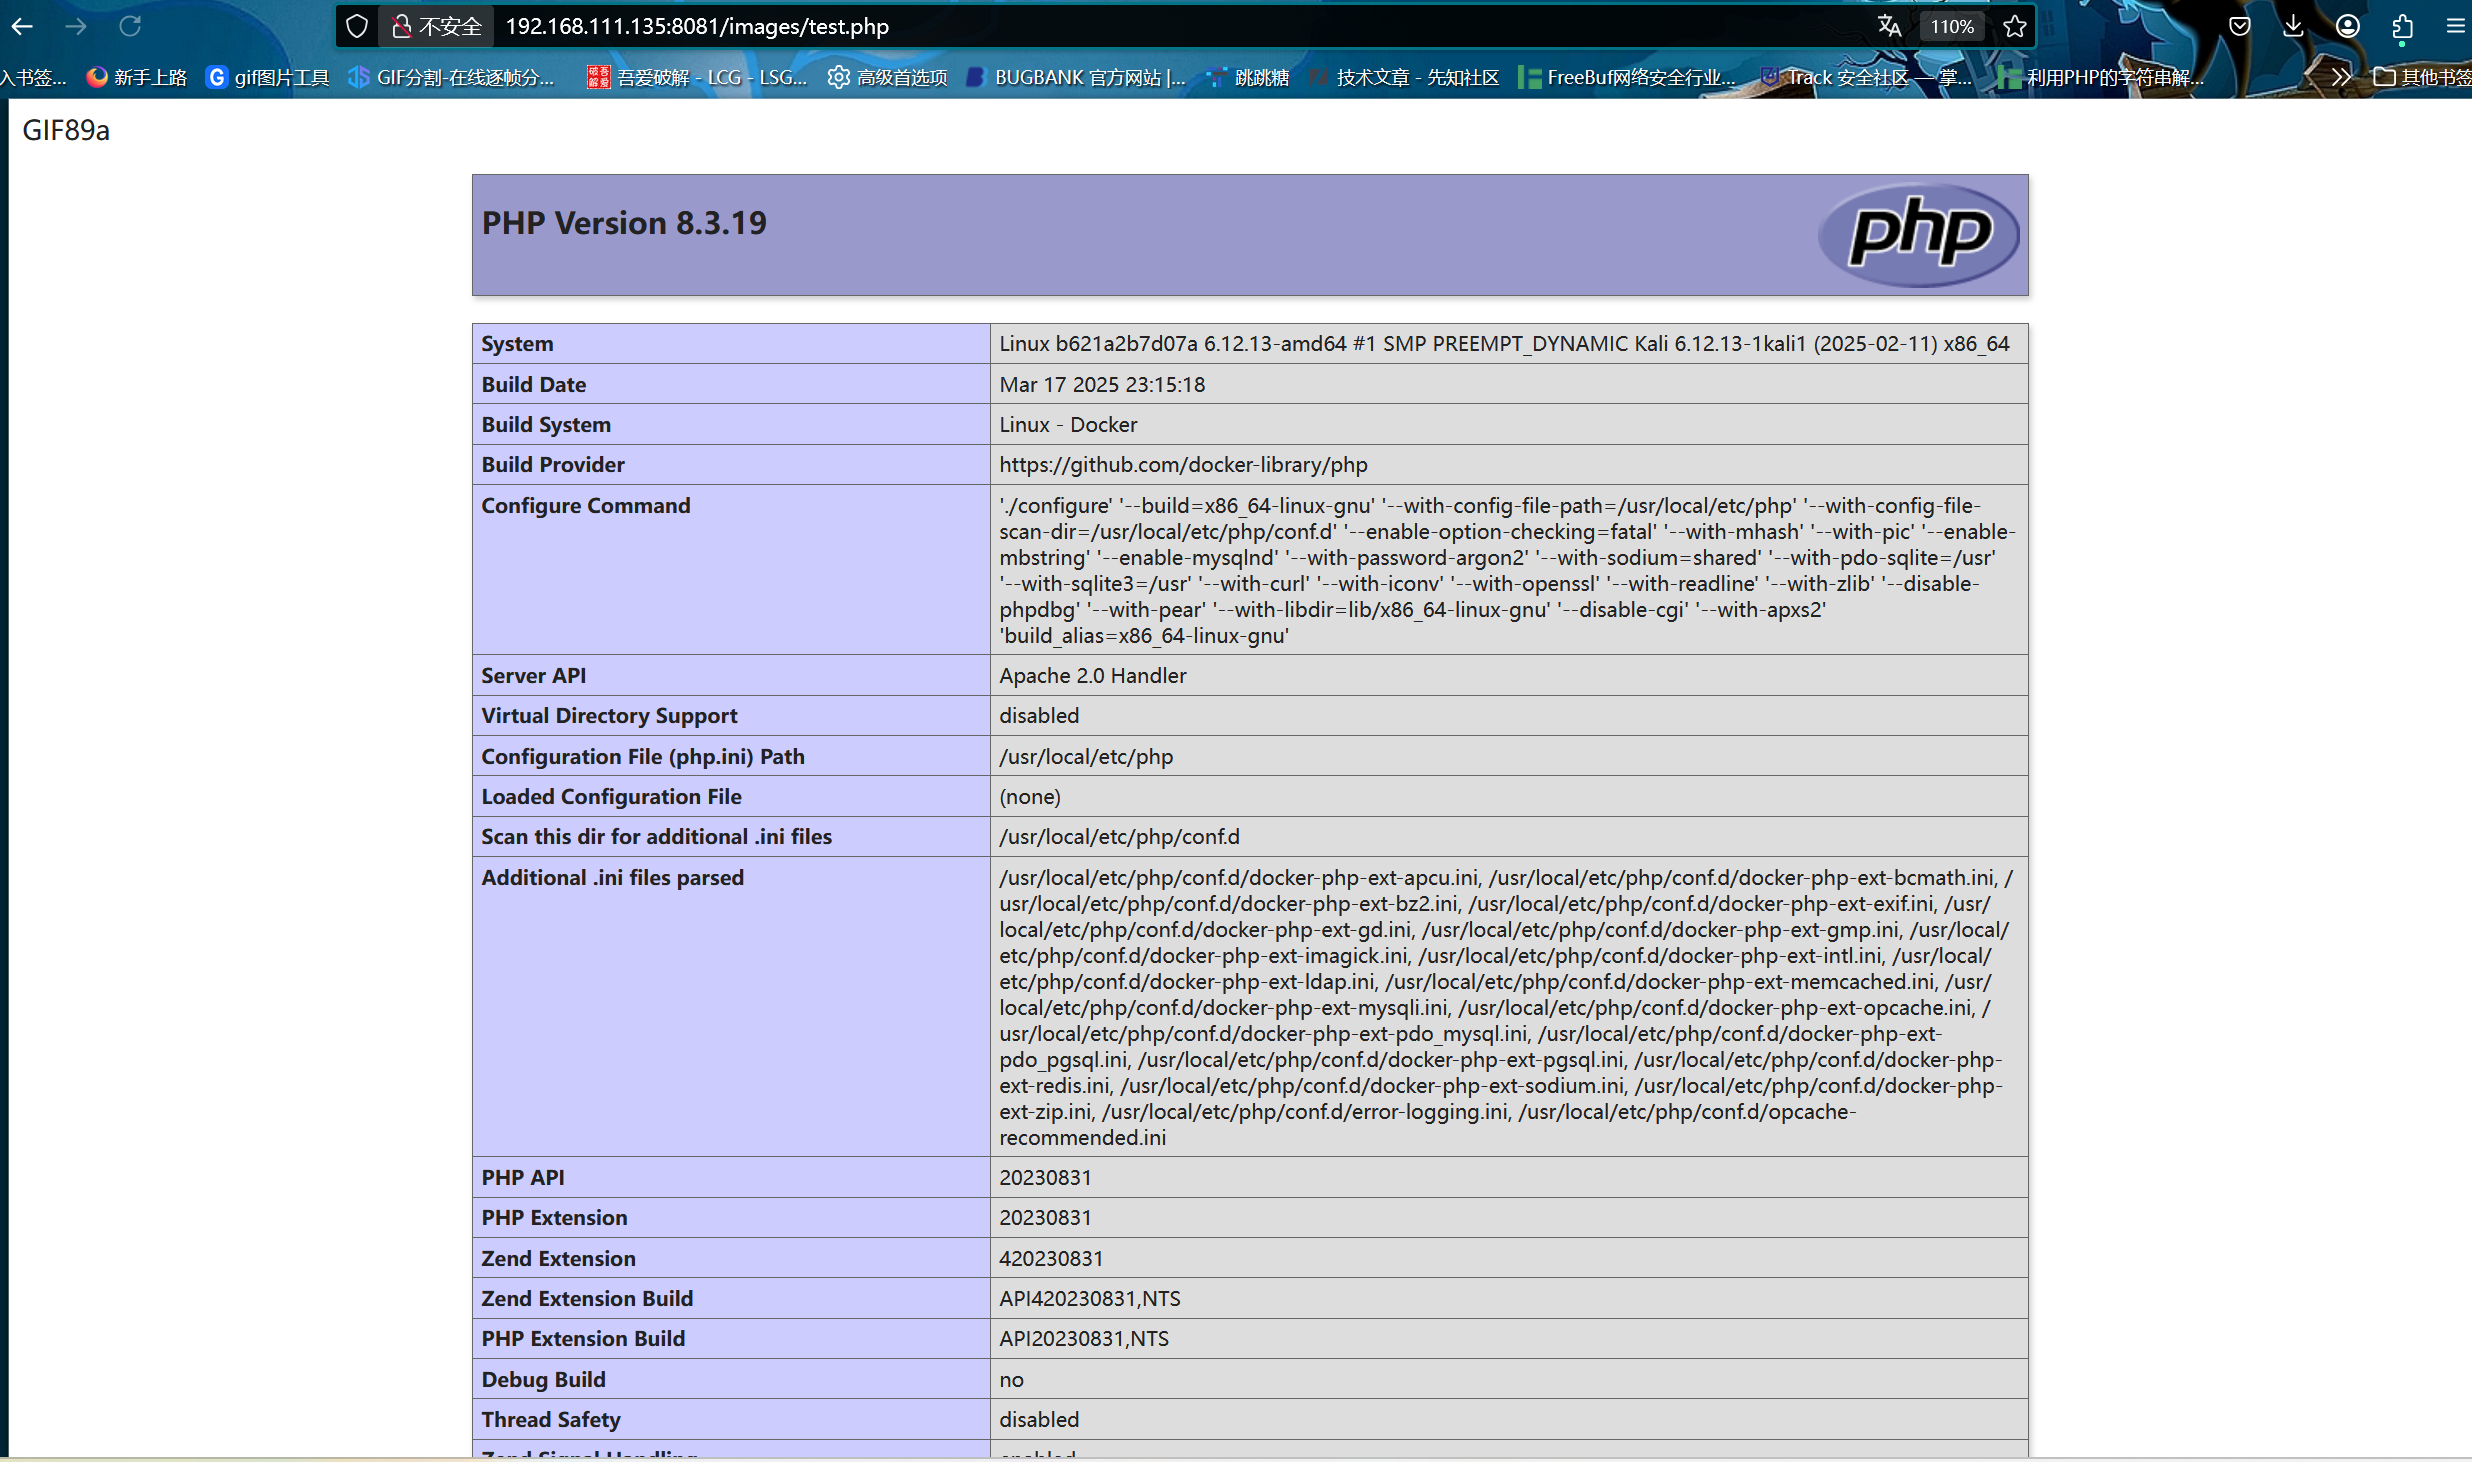 不安全 192.168.111.135:8081/images/test.php 110%
入书签... 新手上路 gif图片工具 GIF分割-在线逐帧分... 吾爱破解 - LCG - LSG... 高级首选项 BUGBANK 官方网站 |... 跳跳糖 技术文章 - 先知社区 FreeBuf网络安全行业... Track 安全社区 — 掌... 利用PHP的字符串解... 其他书签
GIF89a
PHP Version 8.3.19
php
System Linux b621a2b7d07a 6.12.13-amd64 #1 SMP PREEMPT_DYNAMIC Kali 6.12.13-1kali1 (2025-02-11) x86_64
Build Date Mar 17 2025 23:15:18
Build System Linux - Docker
Build Provider https://github.com/docker-library/php
Configure Command './configure' '--build=x86_64-linux-gnu' '--with-config-file-path=/usr/local/etc/php' '--with-config-file-
scan-dir=/usr/local/etc/php/conf.d' '--enable-option-checking=fatal' '--with-mhash' '--with-pic' '--enable-
mbstring' '--enable-mysqlnd' '--with-password-argon2' '--with-sodium=shared' '--with-pdo-sqlite=/usr'
'--with-sqlite3=/usr' '--with-curl' '--with-iconv' '--with-openssl' '--with-readline' '--with-zlib' '--disable-
phpdbg' '--with-pear' '--with-libdir=lib/x86_64-linux-gnu' '--disable-cgi' '--with-apxs2'
'build_alias=x86_64-linux-gnu'
Server API Apache 2.0 Handler
Virtual Directory Support disabled
Configuration File (php.ini) Path /usr/local/etc/php
Loaded Configuration File (none)
Scan this dir for additional .ini files /usr/local/etc/php/conf.d
Additional .ini files parsed /usr/local/etc/php/conf.d/docker-php-ext-apcu.ini, /usr/local/etc/php/conf.d/docker-php-ext-bcmath.ini, /
usr/local/etc/php/conf.d/docker-php-ext-bz2.ini, /usr/local/etc/php/conf.d/docker-php-ext-exif.ini, /usr/
local/etc/php/conf.d/docker-php-ext-gd.ini, /usr/local/etc/php/conf.d/docker-php-ext-gmp.ini, /usr/local/
etc/php/conf.d/docker-php-ext-imagick.ini, /usr/local/etc/php/conf.d/docker-php-ext-intl.ini, /usr/local/
etc/php/conf.d/docker-php-ext-ldap.ini, /usr/local/etc/php/conf.d/docker-php-ext-memcached.ini, /usr/
local/etc/php/conf.d/docker-php-ext-mysqli.ini, /usr/local/etc/php/conf.d/docker-php-ext-opcache.ini, /
usr/local/etc/php/conf.d/docker-php-ext-pdo_mysql.ini, /usr/local/etc/php/conf.d/docker-php-ext-
pdo_pgsql.ini, /usr/local/etc/php/conf.d/docker-php-ext-pgsql.ini, /usr/local/etc/php/conf.d/docker-php-
ext-redis.ini, /usr/local/etc/php/conf.d/docker-php-ext-sodium.ini, /usr/local/etc/php/conf.d/docker-php-
ext-zip.ini, /usr/local/etc/php/conf.d/error-logging.ini, /usr/local/etc/php/conf.d/opcache-
recommended.ini
PHP API 20230831
PHP Extension 20230831
Zend Extension 420230831
Zend Extension Build API420230831,NTS
PHP Extension Build API20230831,NTS
Debug Build no
Thread Safety disabled
Zend Signal Handling enabled